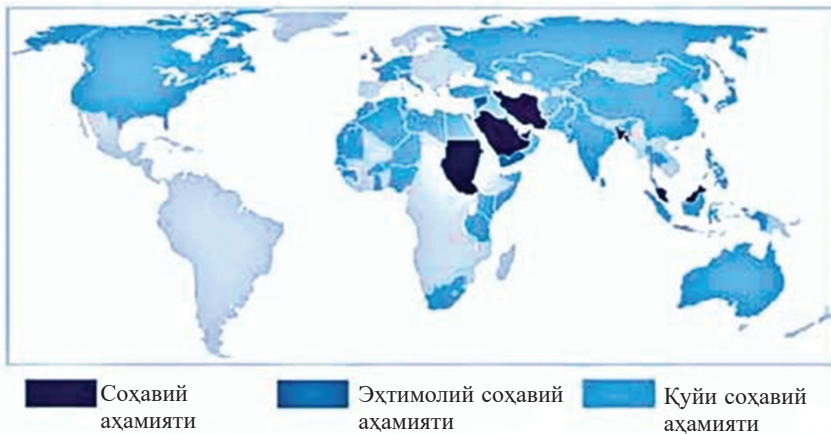 Соҳавий
аҳамияти
Эҳтимолий соҳавий
аҳамияти
Қуйи соҳавий
аҳамияти